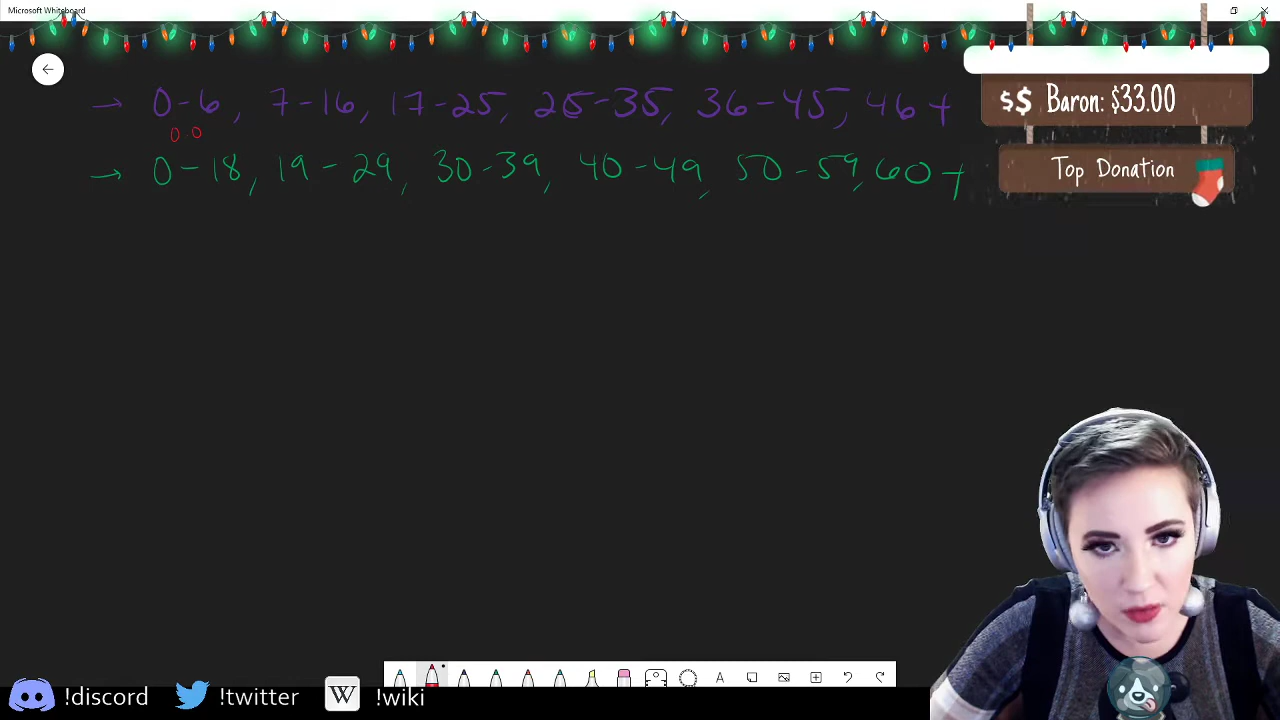 Microsoft Whiteboard
→ 0-6, 7-16, 17-25, 25-35, 36-45, 46+
0.0
→ 0-18, 19-29, 30-39, 40-49, 50-59, 60+
$$ Baron: $33.00
Top Donation
A
!discord
!twitter
W !wiki